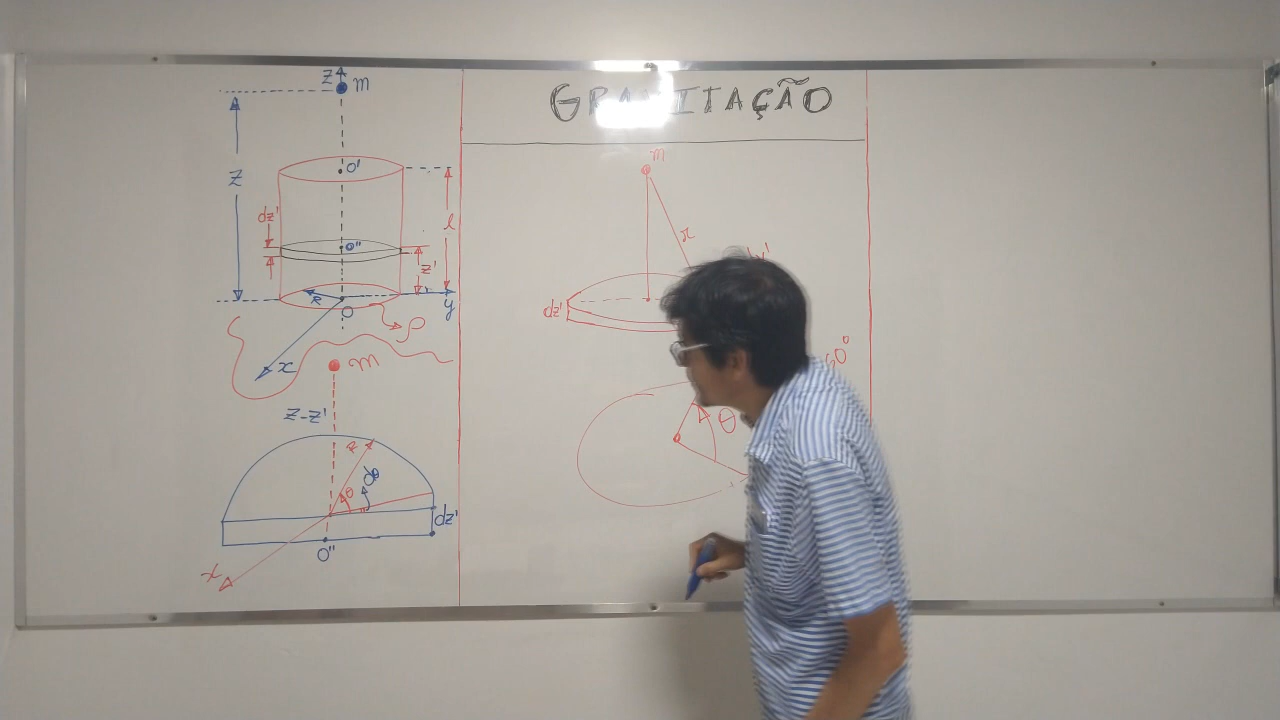 GRAVITAÇÃO
z m
z
O'
dz'
O''
l
z'
R
O
y
ρ
x
m
z-z'
R
θ
dθ
dz'
O''
x
m
r
dz'
θ